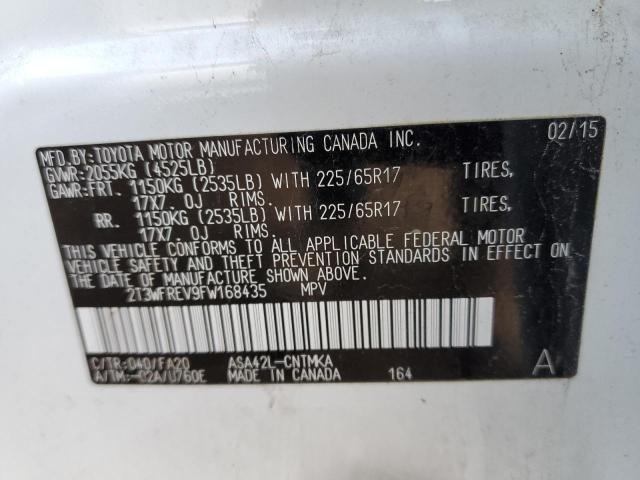 MFD.BY:TOYOTA MOTOR MANUFACTURING CANADA INC. 02/15
GVWR:2055KG (4525LB)
GAWR:FRT. 1150KG (2535LB) WITH 225/65R17 TIRES,
17X7.0J RIMS.
RR. 1150KG (2535LB) WITH 225/65R17 TIRES,
17X7.0J RIMS.
THIS VEHICLE CONFORMS TO ALL APPLICABLE FEDERAL MOTOR
VEHICLE SAFETY AND THEFT PREVENTION STANDARDS IN EFFECT ON
THE DATE OF MANUFACTURE SHOWN ABOVE.
2T3WFREV9FW168435 MPV
C/TR:040/FA20 ASA42L-CNTMKA A
A/TM:-02A/U760E MADE IN CANADA 164